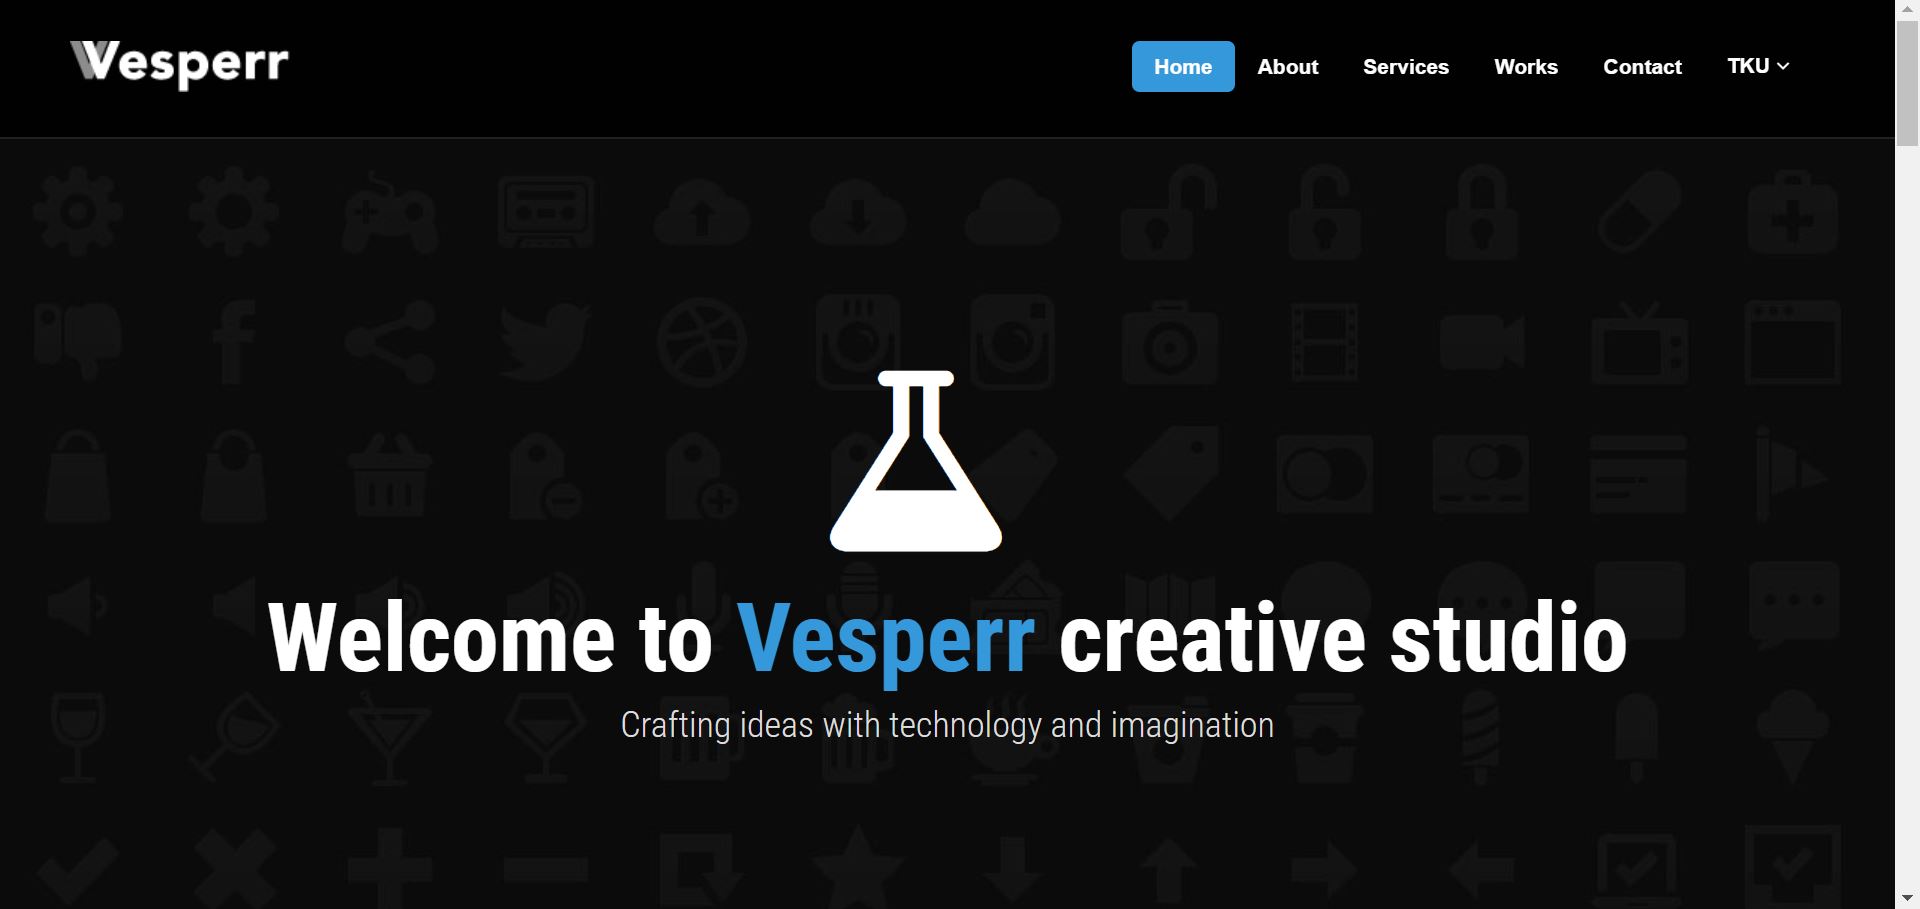 Vesperr
Home About Services Works Contact TKU
Welcome to Vesperr creative studio
Crafting ideas with technology and imagination